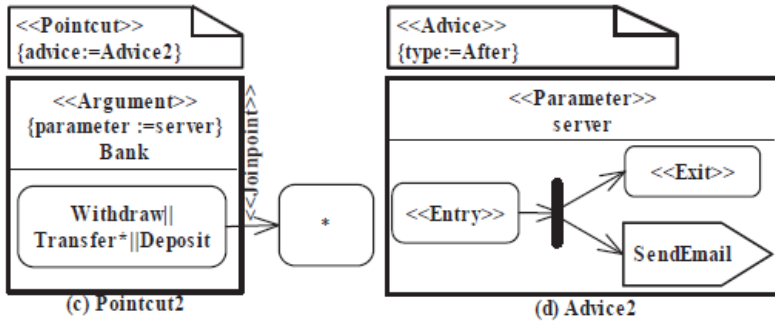 <<Pointcut>>
{advice:=Advice2}
<<Argument>>
{parameter :=server}
Bank
Withdraw||
Transfer*||Deposit
<<Joinpoint>>
*
(c) Pointcut2
<<Advice>>
{type:=After}
<<Parameter>>
server
<<Entry>>
<<Exit>>
SendEmail
(d) Advice2